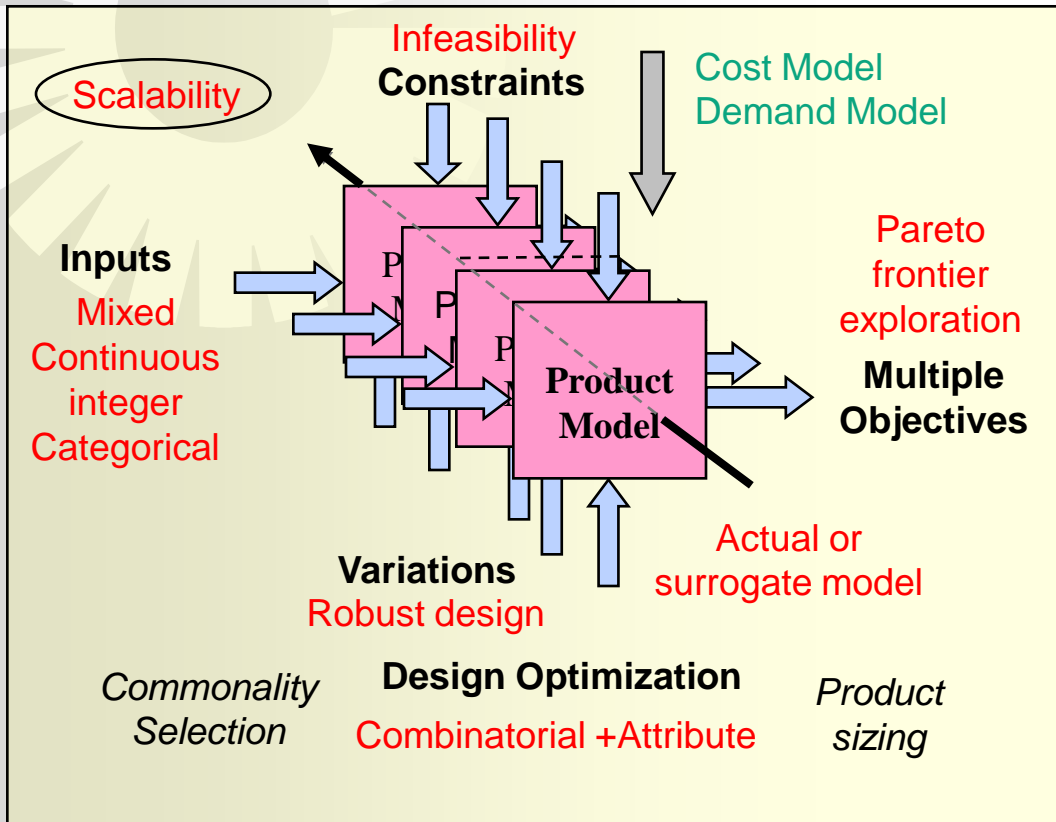 Infeasibility
Constraints
Scalability
Cost Model
Demand Model
Inputs
Mixed
Continuous
integer
Categorical
Pareto
frontier
exploration
Multiple
Objectives
P
P
P
Product
Model
Actual or
surrogate model
Variations
Robust design
Commonality
Selection
Design Optimization
Combinatorial +Attribute
Product
sizing